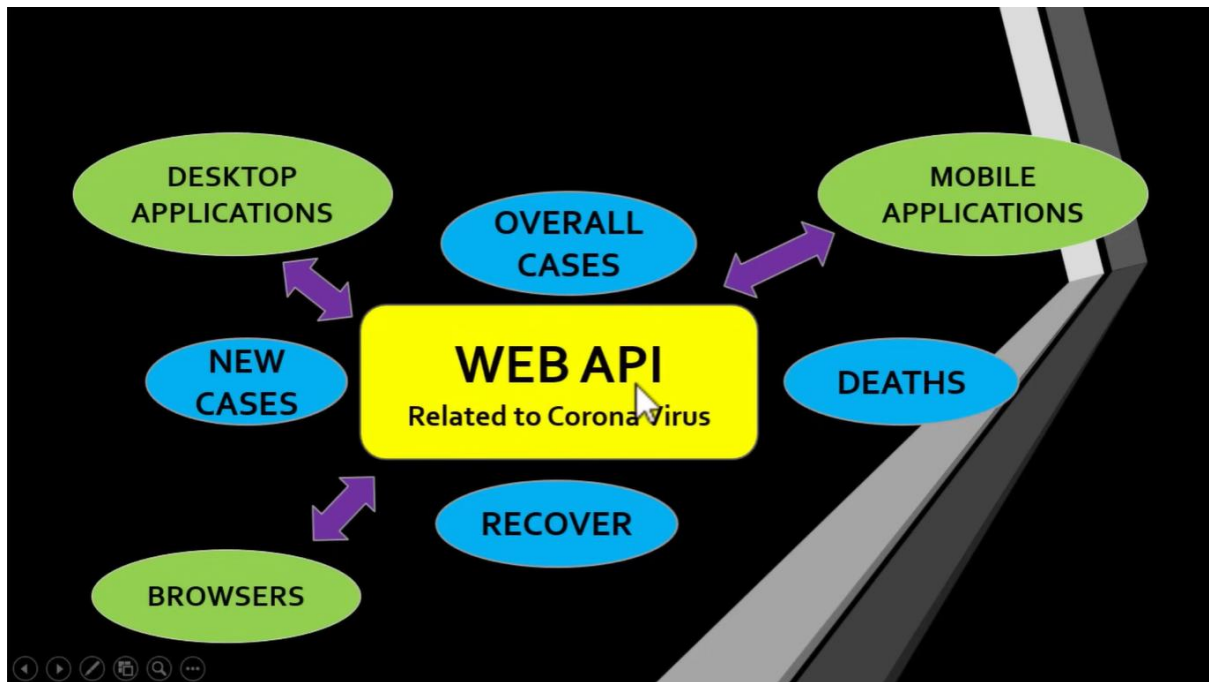 DESKTOP
APPLICATIONS
MOBILE
APPLICATIONS
OVERALL
CASES
NEW
CASES
WEB API
Related to Corona Virus
DEATHS
RECOVER
BROWSERS